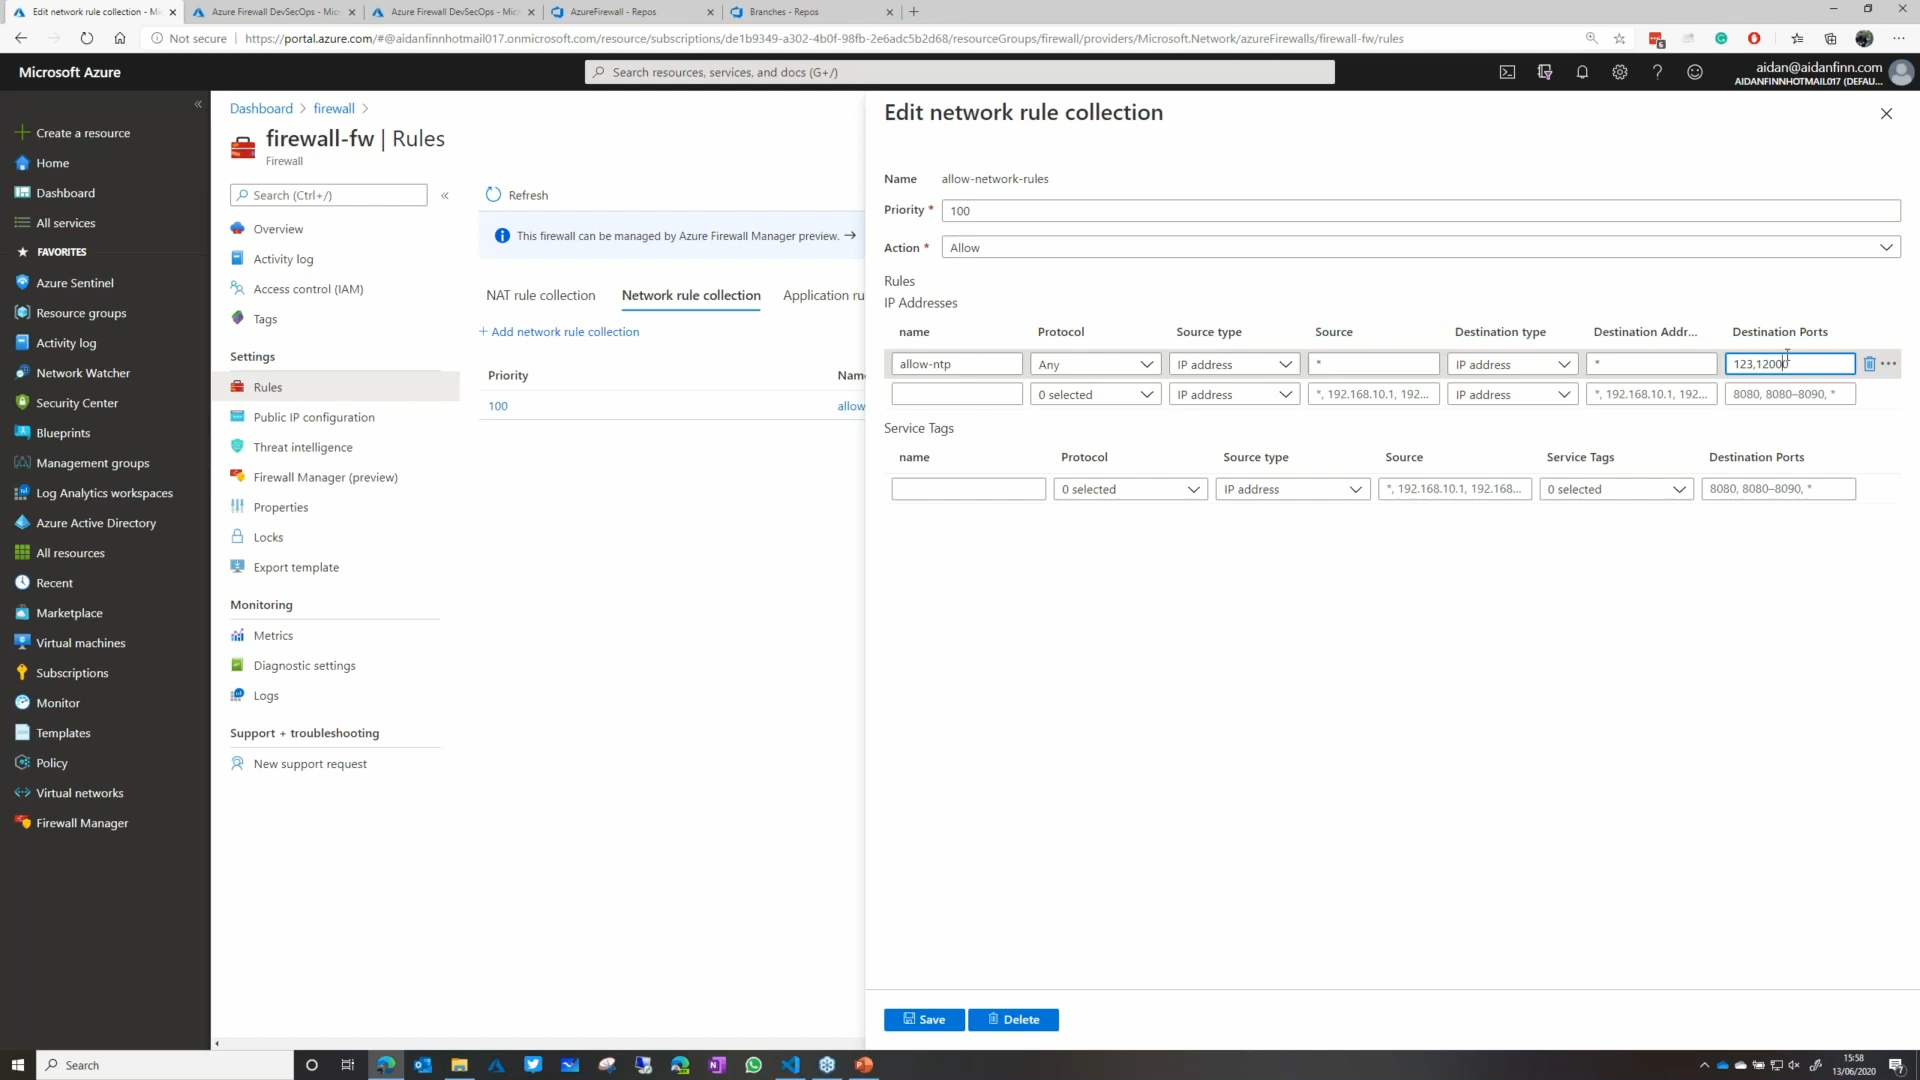 Edit network rule collection - Mic
Azure Firewall DevSecOps - Micr
Azure Firewall DevSecOps - Micr
AzureFirewall - Repos
Branches - Repos
Not secure
https://portal.azure.com/#@aidanfinnhotmail017.onmicrosoft.com/resource/subscriptions/de1b9349-a302-4b0f-98fb-2e6adc5b2d68/resourceGroups/firewall/providers/Microsoft.Network/azureFirewalls/firewall-fw/rules
6
Microsoft Azure
Search resources, services, and docs (G+/)
aidan@aidanfinn.com
AIDANFINNHOTMAIL017 (DEFAU...
Create a resource
Home
Dashboard
All services
FAVORITES
Azure Sentinel
Resource groups
Activity log
Network Watcher
Security Center
Blueprints
Management groups
Log Analytics workspaces
Azure Active Directory
All resources
Recent
Marketplace
Virtual machines
Subscriptions
Monitor
Templates
Policy
Virtual networks
Firewall Manager
Dashboard > firewall >
firewall-fw | Rules
Firewall
Search (Ctrl+/)
Overview
Activity log
Access control (IAM)
Tags
Settings
Rules
Public IP configuration
Threat intelligence
Firewall Manager (preview)
Properties
Locks
Export template
Monitoring
Metrics
Diagnostic settings
Logs
Support + troubleshooting
New support request
Refresh
This firewall can be managed by Azure Firewall Manager preview. →
NAT rule collection Network rule collection Application ru
+ Add network rule collection
Priority Name
100 allow
Edit network rule collection
Name allow-network-rules
Priority * 100
Action * Allow
Rules
IP Addresses
name Protocol Source type Source Destination type Destination Addr... Destination Ports
allow-ntp Any IP address * IP address * 123,12000
0 selected IP address *, 192.168.10.1, 192... IP address *, 192.168.10.1, 192... 8080, 8080–8090, *
Service Tags
name Protocol Source type Source Service Tags Destination Ports
0 selected IP address *, 192.168.10.1, 192.168... 0 selected 8080, 8080–8090, *
Save Delete
Search
15:58
13/06/2020